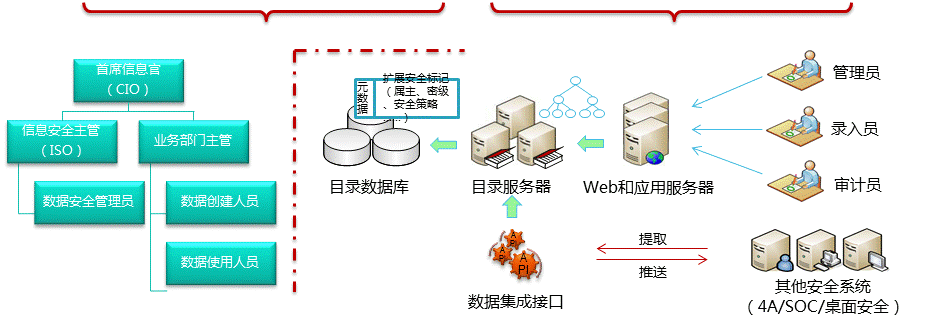 首席信息官
（CIO）
信息安全主管
（ISO）
业务部门主管
数据安全管理员
数据创建人员
数据使用人员
元数据
扩展安全标记
（属主、密级
、安全策略
……）
目录数据库
目录服务器
Web和应用服务器
管理员
录入员
审计员
A
PI
A
PI
A
PI
数据集成接口
提取
推送
其他安全系统
（4A/SOC/桌面安全）